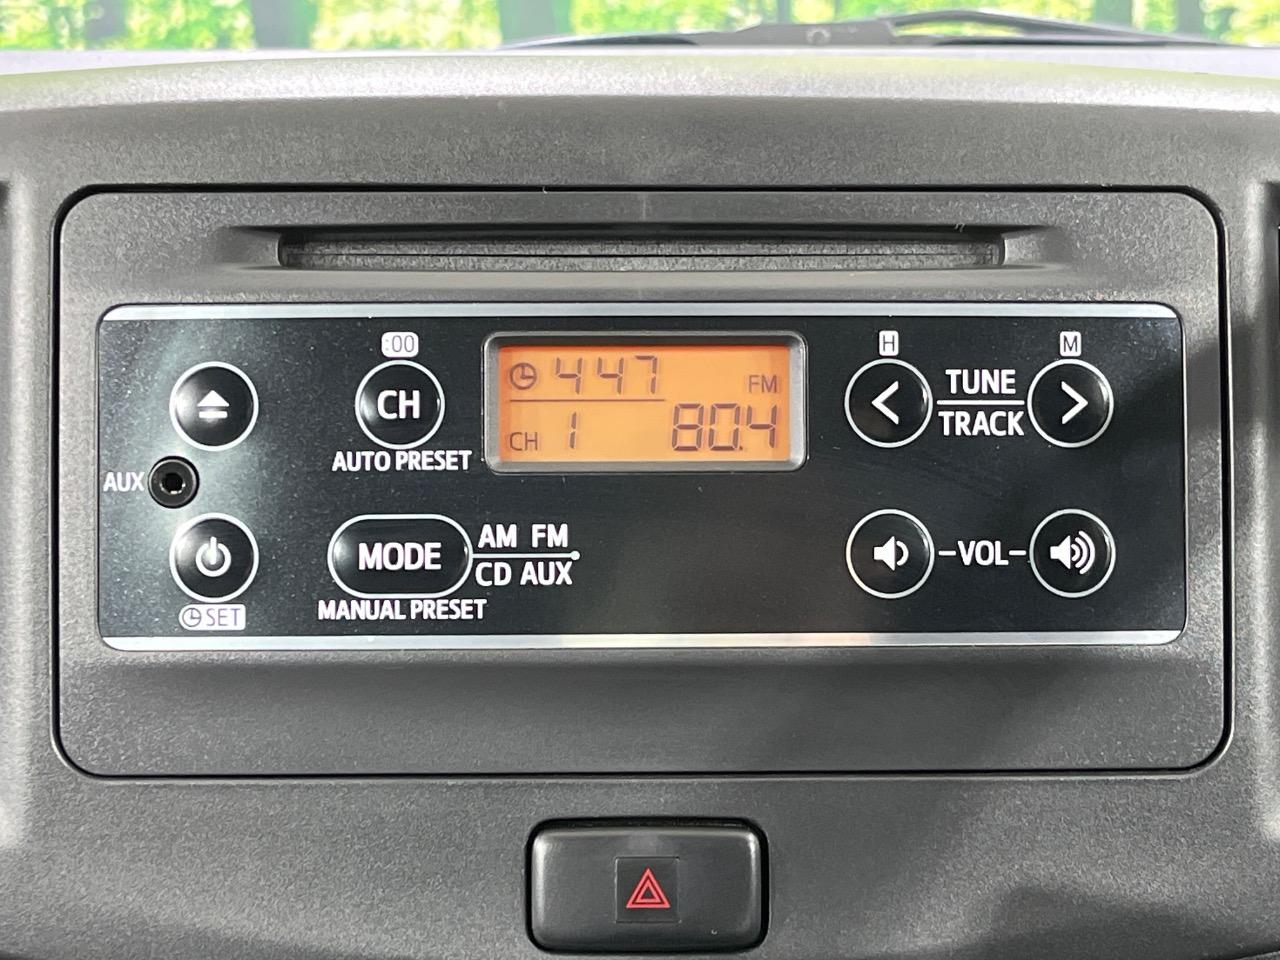 :00
H
M
CH
447
FM
TUNE
TRACK
CH 1 80.4
AUTO PRESET
AUX
MODE
AM FM
CD AUX
-VOL-
SET
MANUAL PRESET